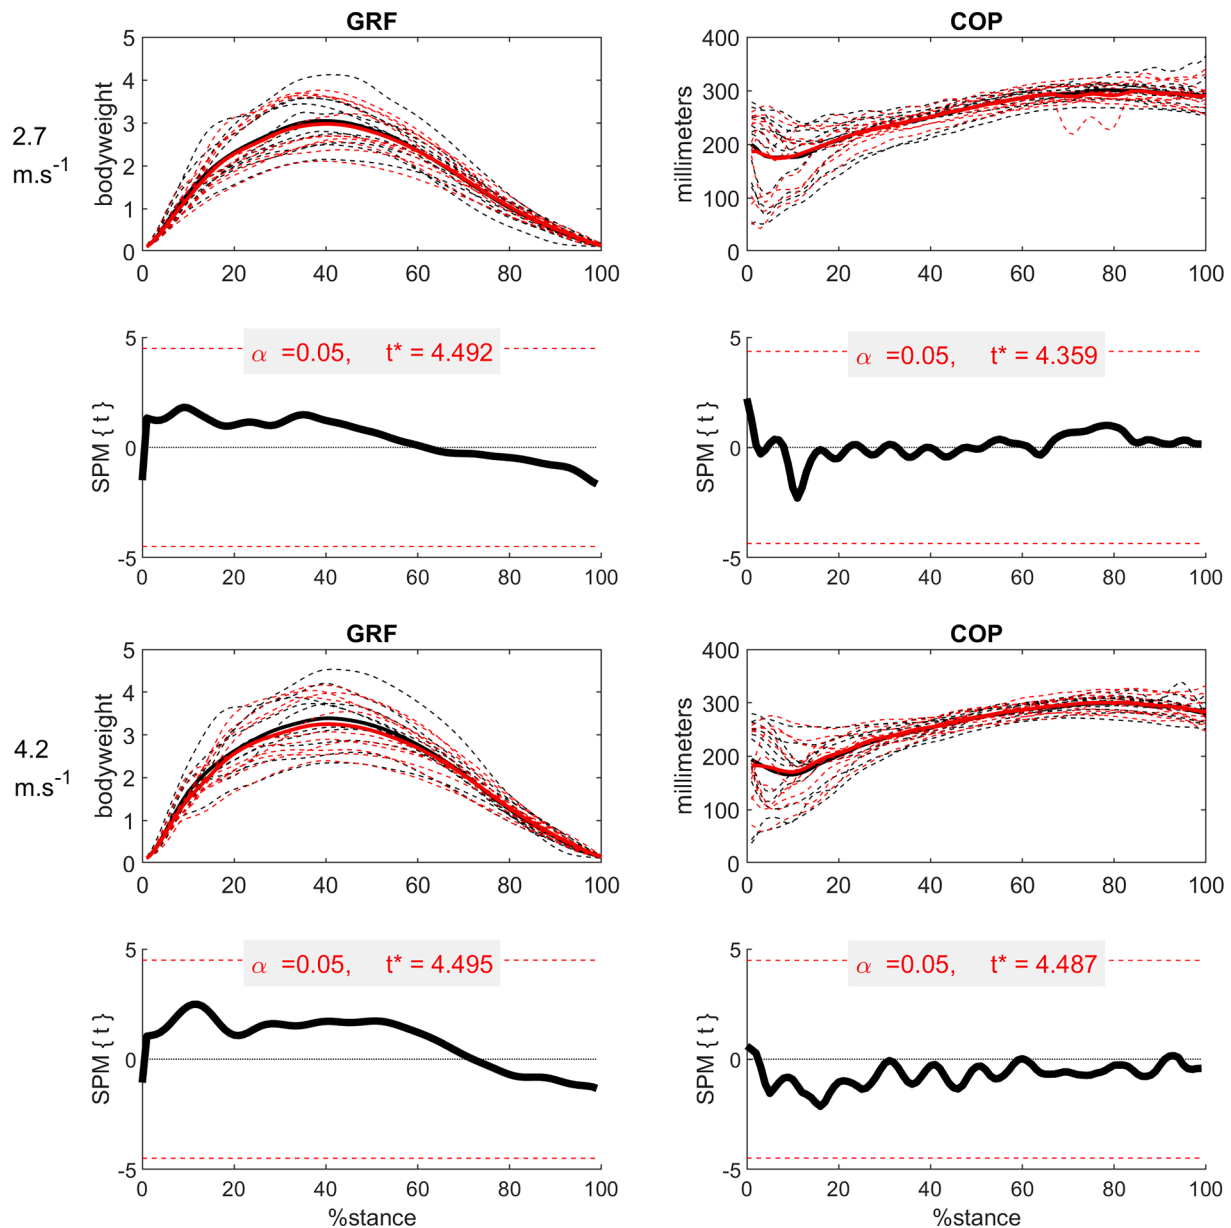 GRF
COP
2.7
m.s-1
bodyweight
5
4
3
2
1
0
0 20 40 60 80 100
millimeters
400
300
200
100
0
0 20 40 60 80 100
SPM { t }
5
0
-5
α =0.05, t* = 4.492
0 20 40 60 80 100
SPM { t }
5
0
-5
α =0.05, t* = 4.359
0 20 40 60 80 100
GRF
COP
4.2
m.s-1
bodyweight
5
4
3
2
1
0
0 20 40 60 80 100
millimeters
400
300
200
100
0
0 20 40 60 80 100
SPM { t }
5
0
-5
α =0.05, t* = 4.495
0 20 40 60 80 100
%stance
SPM { t }
5
0
-5
α =0.05, t* = 4.487
0 20 40 60 80 100
%stance